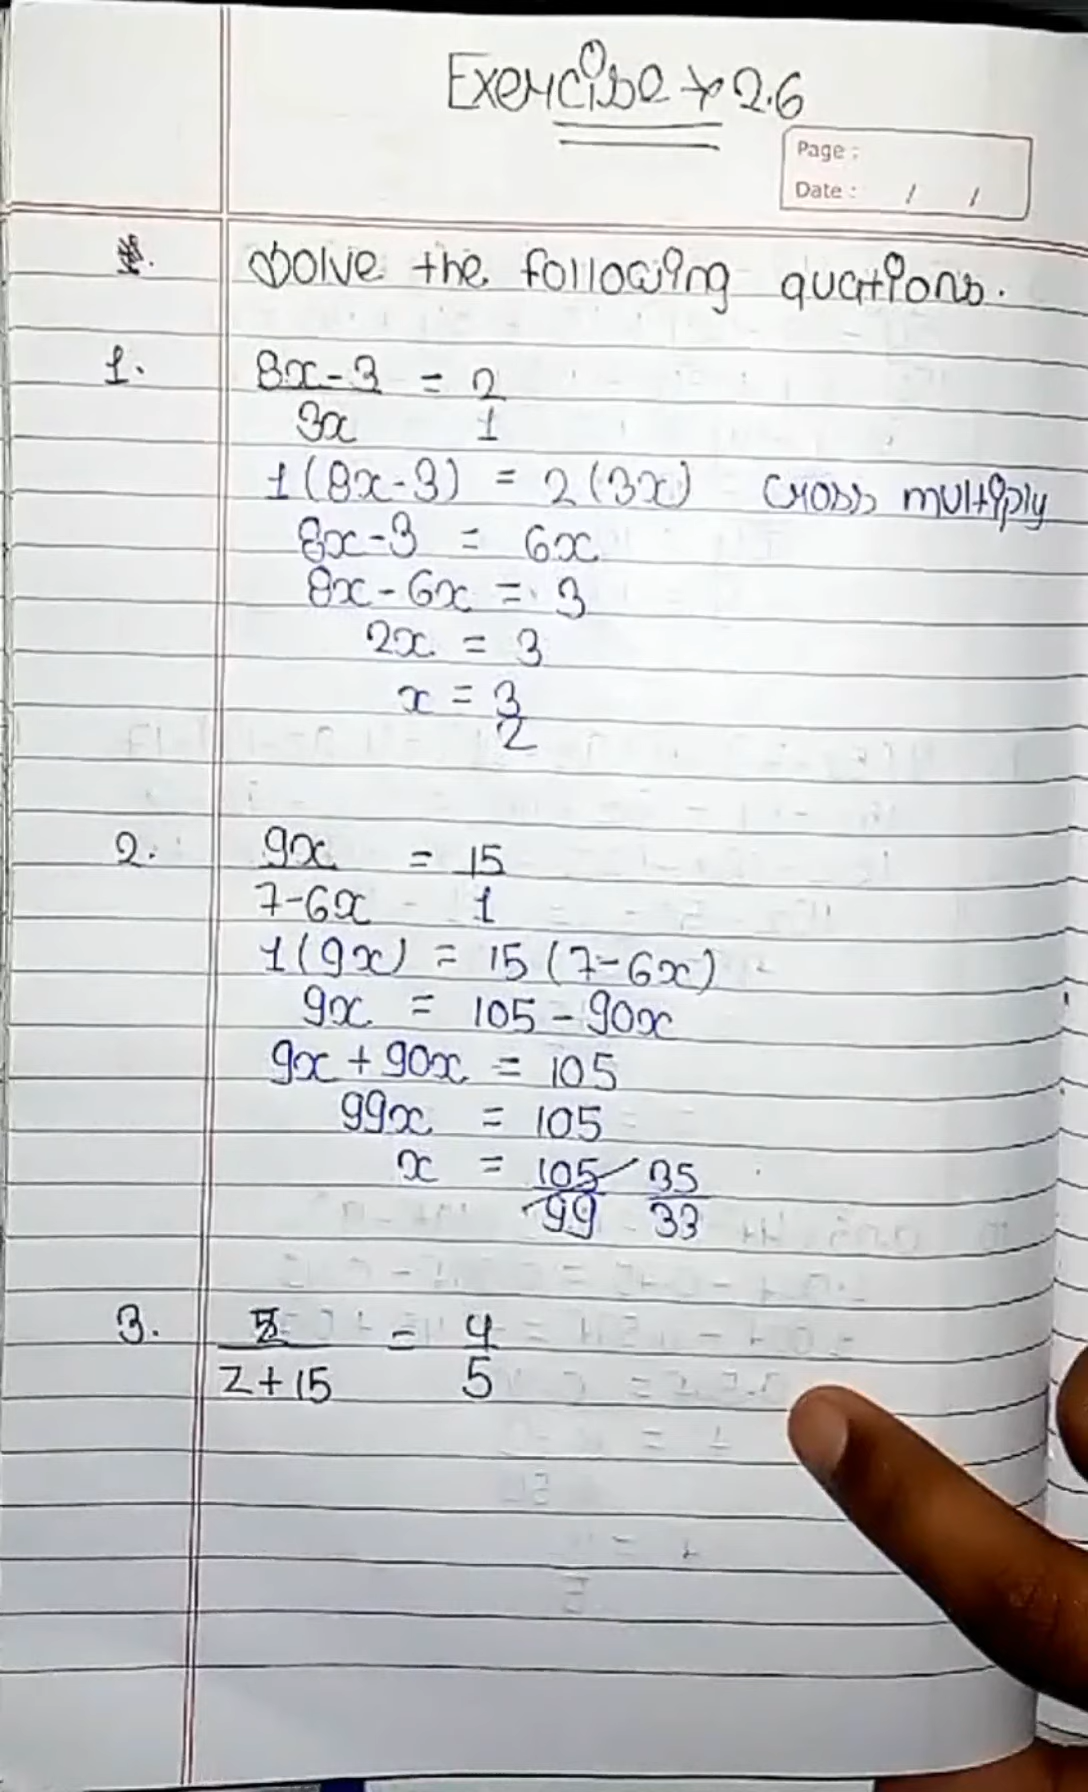 Exercise → 2.6
Page :
Date : / /
1. Solve the following quations.
1. 8x-3 = 2
3x 1
1(8x-3) = 2(3x) Cross multiply
8x-3 = 6x
8x-6x = 3
2x = 3
x = 3
2
2. 9x = 15
7-6x 1
1(9x) = 15(7-6x)
9x = 105-90x
9x+90x = 105
99x = 105
x = 105 35
99 33
3. z = 4
z+15 5